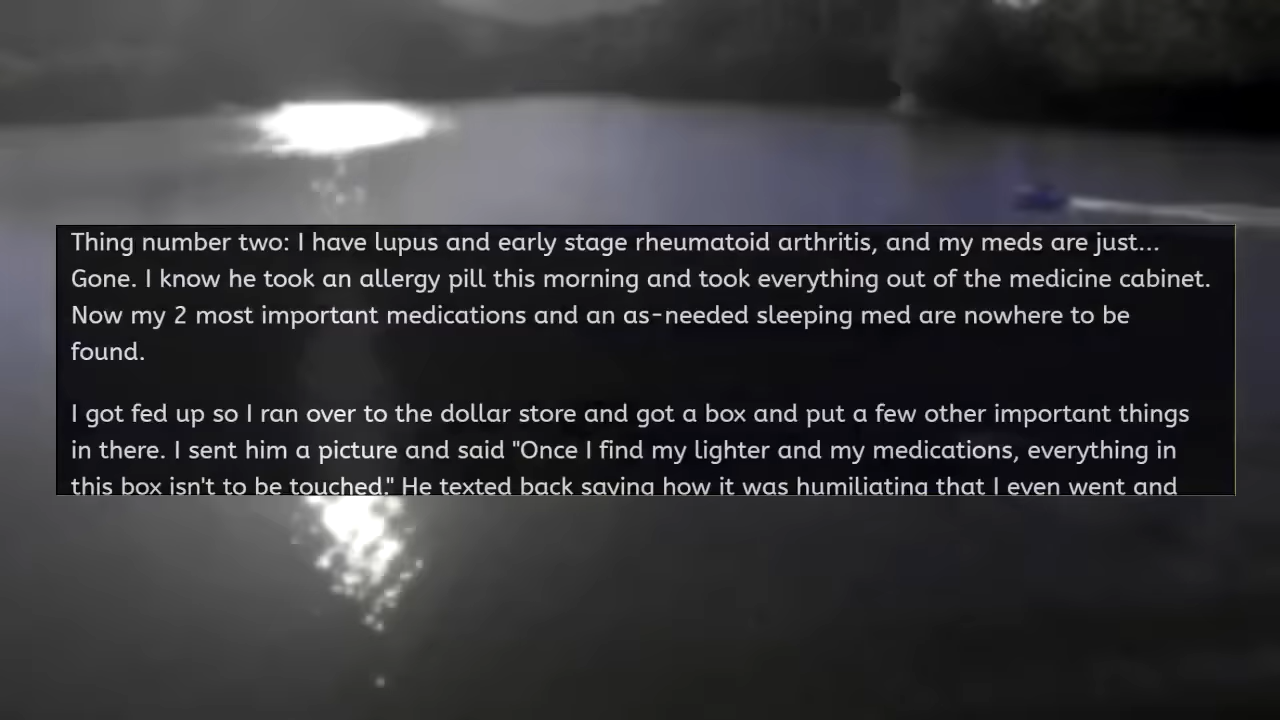 Thing number two: I have lupus and early stage rheumatoid arthritis, and my meds are just...
Gone. I know he took an allergy pill this morning and took everything out of the medicine cabinet.
Now my 2 most important medications and an as-needed sleeping med are nowhere to be
found.
I got fed up so I ran over to the dollar store and got a box and put a few other important things
in there. I sent him a picture and said "Once I find my lighter and my medications, everything in
this box isn't to be touched." He texted back saying how it was humiliating that I even went and